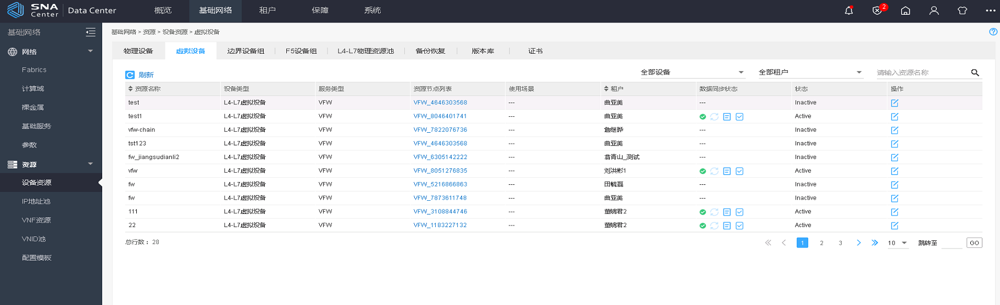 SNA Center Data Center 概览 基础网络 租户 保障 系统 2
基础网络
网络
Fabrics
计算域
裸金属
基础服务
参数
资源
设备资源
IP地址池
VNF资源
VNID池
配置模板
基础网络 > 资源 > 设备资源 > 虚拟设备
物理设备 虚拟设备 边界设备组 F5设备组 L4-L7物理资源池 备份恢复 版本库 证书
刷新 全部设备 全部租户 请输入资源名称
资源名称 设备类型 服务类型 资源节点列表 使用场景 租户 数据同步状态 状态 操作
test L4-L7虚拟设备 VFW VFW_4646303568 --- 曲亚美 --- Inactive
test1 L4-L7虚拟设备 VFW VFW_8046401741 --- 曲亚美 Active
vfw-chain L4-L7虚拟设备 VFW VFW_7822076736 --- 詹继晔 --- Inactive
tst123 L4-L7虚拟设备 VFW VFW_4646303568 --- 曲亚美 --- Inactive
fw_jiangsudianli2 L4-L7虚拟设备 VFW VFW_6305142222 --- 翁青山_测试 --- Inactive
vfw L4-L7虚拟设备 VFW VFW_8051276835 --- 刘洪彬1 Active
fw L4-L7虚拟设备 VFW VFW_5216866863 --- 田毓磊 --- Inactive
fw L4-L7虚拟设备 VFW VFW_7873611748 --- 曲亚美 --- Inactive
111 L4-L7虚拟设备 VFW VFW_3108844746 --- 董婉君2 Active
22 L4-L7虚拟设备 VFW VFW_1183227132 --- 董婉君2 Active
总行数： 28 1 2 3 10 跳转至 GO